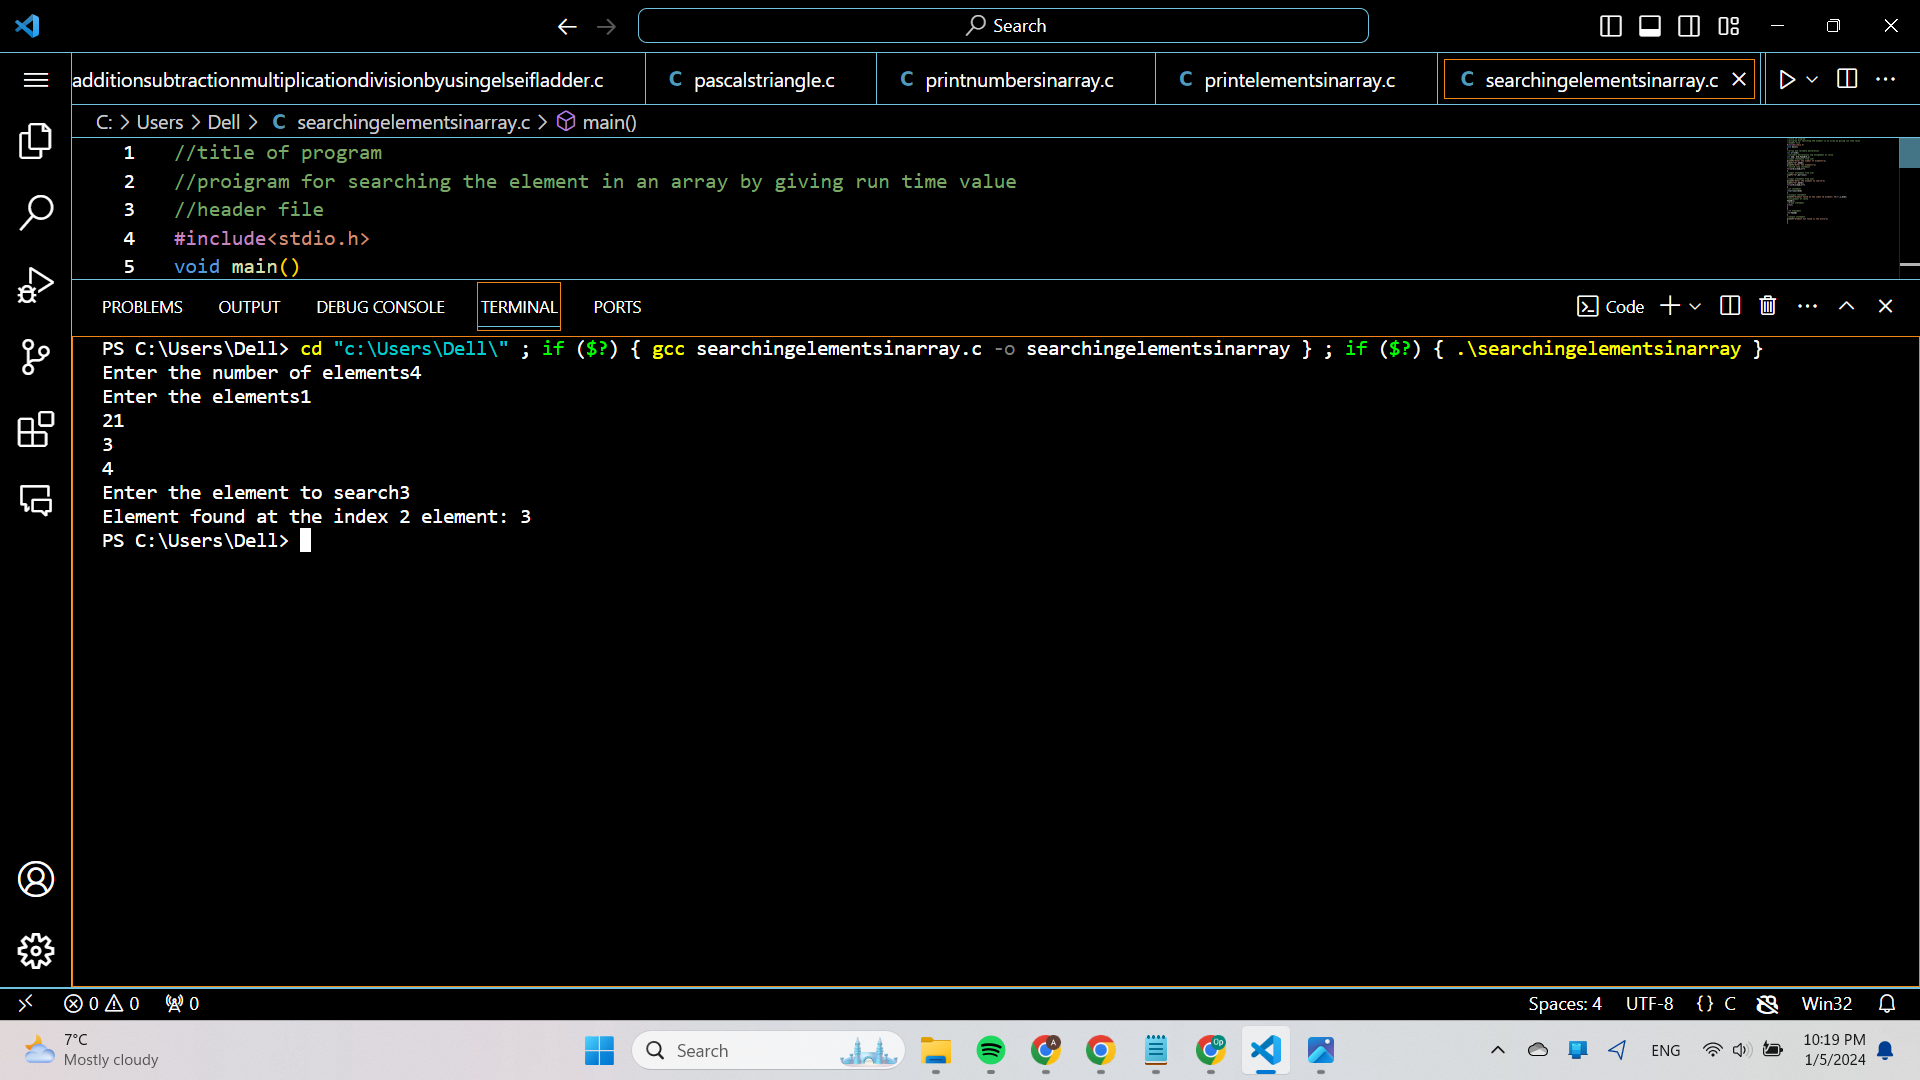 Search
additionsubtractionmultiplicationdivisionbyusingelseifladder.c
pascalstriangle.c
printnumbersinarray.c
printelementsinarray.c
searchingelementsinarray.c
C: > Users > Dell > C searchingelementsinarray.c > main()
1 //title of program
2 //proigram for searching the element in an array by giving run time value
3 //header file
4 #include<stdio.h>
5 void main()
PROBLEMS OUTPUT DEBUG CONSOLE TERMINAL PORTS
Code
PS C:\Users\Dell> cd "c:\Users\Dell\" ; if ($?) { gcc searchingelementsinarray.c -o searchingelementsinarray } ; if ($?) { .\searchingelementsinarray }
Enter the number of elements4
Enter the elements1
21
3
4
Enter the element to search3
Element found at the index 2 element: 3
PS C:\Users\Dell>
0 0 0
Spaces: 4 UTF-8 {} C Win32
7°C
Mostly cloudy
Search
ENG
10:19 PM
1/5/2024